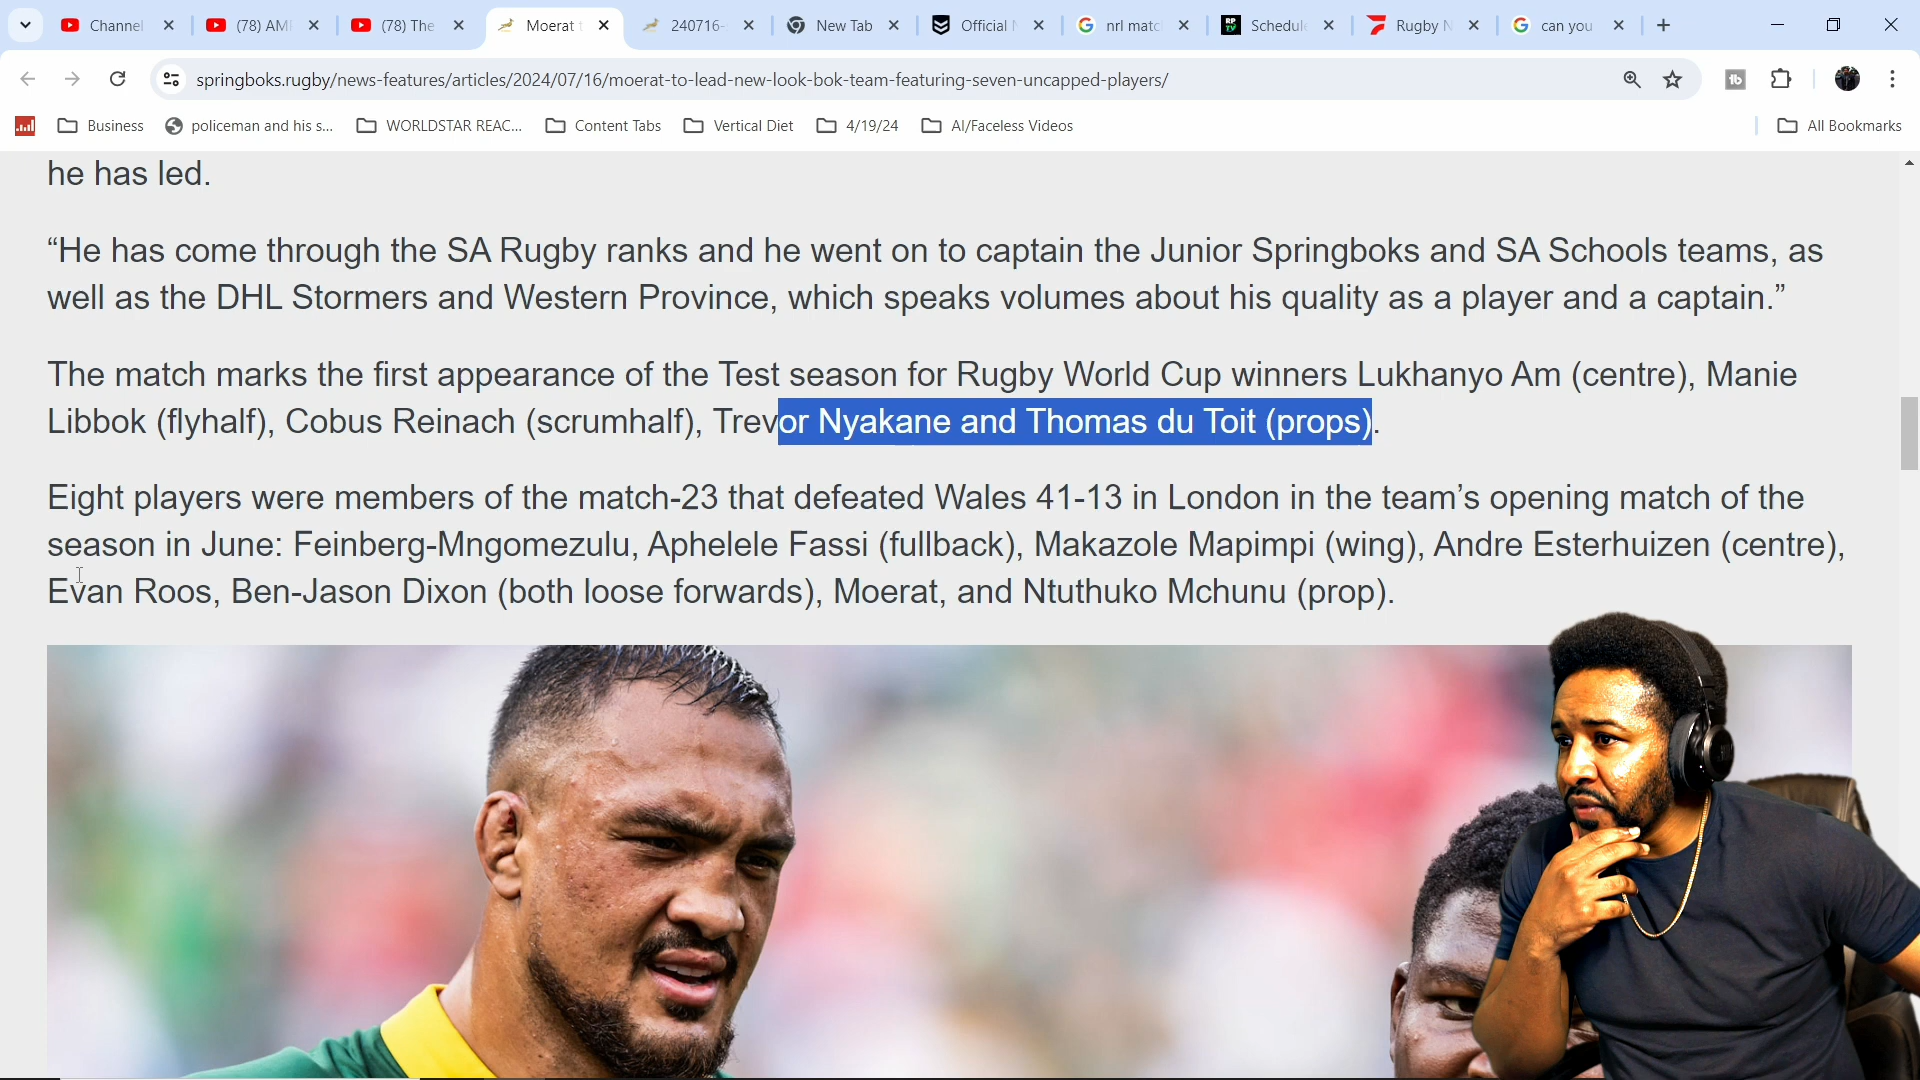 Channel
(78) AMI
(78) The
Moerat
240716-
New Tab
Official
nrl matc
Schedul
Rugby N
can you
springboks.rugby/news-features/articles/2024/07/16/moerat-to-lead-new-look-bok-team-featuring-seven-uncapped-players/
Business
policeman and his s...
WORLDSTAR REAC...
Content Tabs
Vertical Diet
4/19/24
AI/Faceless Videos
All Bookmarks
he has led.
“He has come through the SA Rugby ranks and he went on to captain the Junior Springboks and SA Schools teams, as
well as the DHL Stormers and Western Province, which speaks volumes about his quality as a player and a captain.”
The match marks the first appearance of the Test season for Rugby World Cup winners Lukhanyo Am (centre), Manie
Libbok (flyhalf), Cobus Reinach (scrumhalf), Trevor Nyakane and Thomas du Toit (props).
Eight players were members of the match-23 that defeated Wales 41-13 in London in the team’s opening match of the
season in June: Feinberg-Mngomezulu, Aphelele Fassi (fullback), Makazole Mapimpi (wing), Andre Esterhuizen (centre),
Evan Roos, Ben-Jason Dixon (both loose forwards), Moerat, and Ntuthuko Mchunu (prop).